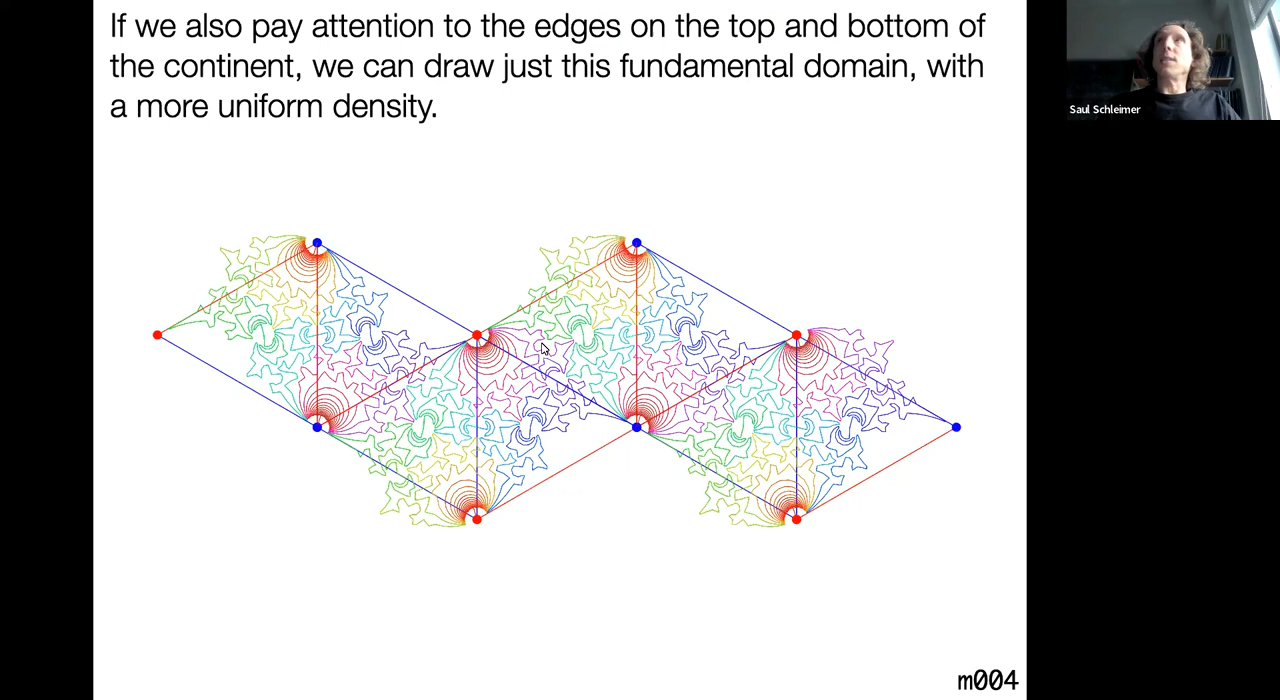 If we also pay attention to the edges on the top and bottom of
the continent, we can draw just this fundamental domain, with
a more uniform density.
Saul Schleimer
m004